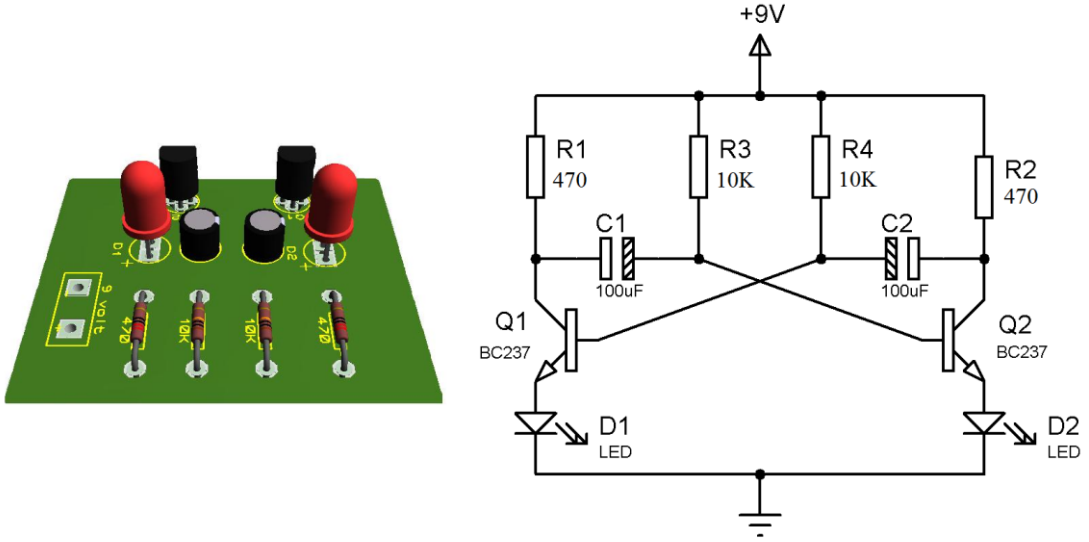 D1
+
D2
+
9 volt
470
10K
10K
470
+9V
R1
470
R3
10K
R4
10K
R2
470
C1
100uF
C2
100uF
Q1
BC237
Q2
BC237
D1
LED
D2
LED